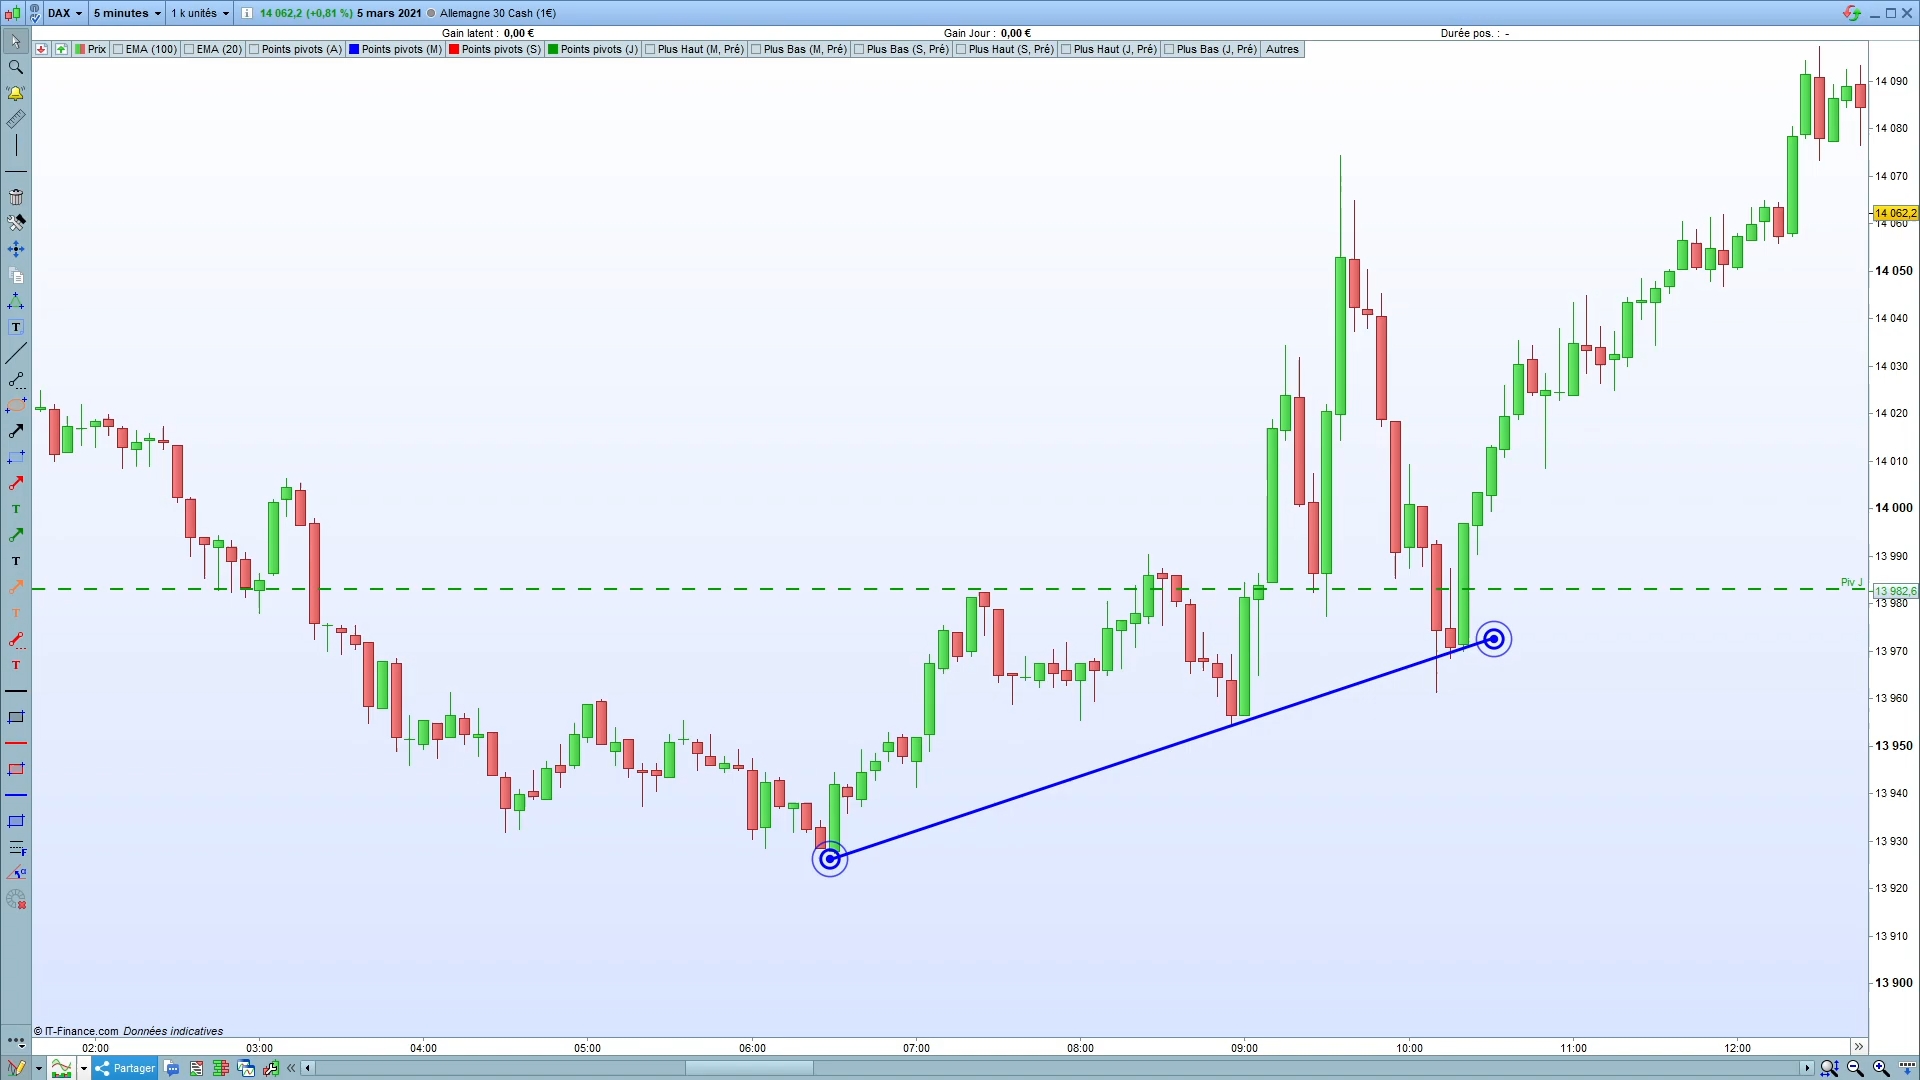 DAX 5 minutes 1 k unités i 14 062,2 (+0,81 %) 5 mars 2021 Allemagne 30 Cash (1€)
Gain latent : 0,00 € Gain Jour : 0,00 € Durée pos. : -
Prix EMA (100) EMA (20) Points pivots (A) Points pivots (M) Points pivots (S) Points pivots (J) Plus Haut (M, Pré) Plus Bas (M, Pré) Plus Bas (S, Pré) Plus Haut (S, Pré) Plus Haut (J, Pré) Plus Bas (J, Pré) Autres
14 090
14 080
14 070
14 062,2
14 060
14 050
14 040
14 030
14 020
14 010
14 000
13 990
Piv J
13 982,6
13 980
13 970
13 960
13 950
13 940
13 930
13 920
13 910
13 900
T
T
T
T
T
F
© IT-Finance.com Données indicatives
02:00 03:00 04:00 05:00 06:00 07:00 08:00 09:00 10:00 11:00 12:00
Partager